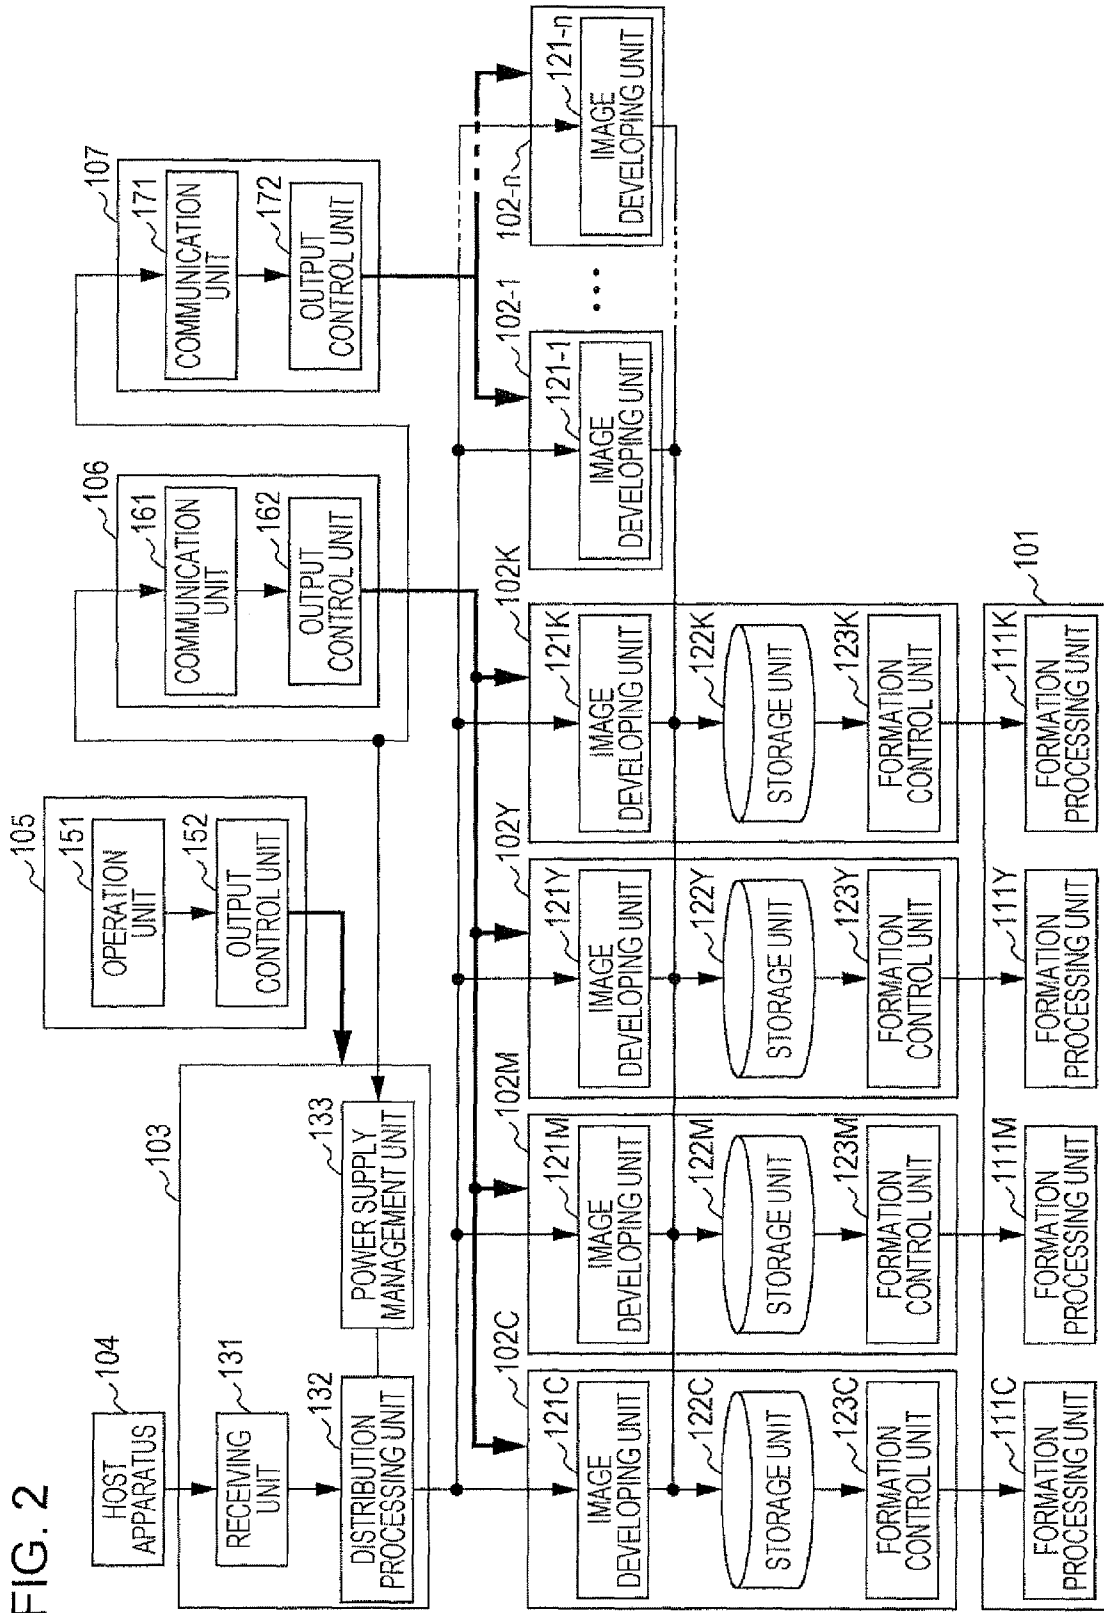 FIG. 2
HOST
APPARATUS
104
103
RECEIVING
UNIT
131
DISTRIBUTION
PROCESSING UNIT
132
POWER SUPPLY
MANAGEMENT UNIT
133
105
OPERATION
UNIT
151
OUTPUT
CONTROL UNIT
152
106
COMMUNICATION
UNIT
161
OUTPUT
CONTROL UNIT
162
107
COMMUNICATION
UNIT
171
OUTPUT
CONTROL UNIT
172
102C
IMAGE
DEVELOPING UNIT
121C
STORAGE UNIT
122C
FORMATION
CONTROL UNIT
123C
102M
IMAGE
DEVELOPING UNIT
121M
STORAGE UNIT
122M
FORMATION
CONTROL UNIT
123M
102Y
IMAGE
DEVELOPING UNIT
121Y
STORAGE UNIT
122Y
FORMATION
CONTROL UNIT
123Y
102K
IMAGE
DEVELOPING UNIT
121K
STORAGE UNIT
122K
FORMATION
CONTROL UNIT
123K
102-1
IMAGE
DEVELOPING UNIT
121-1
...
102-n
IMAGE
DEVELOPING UNIT
121-n
101
FORMATION
PROCESSING UNIT
111C
FORMATION
PROCESSING UNIT
111M
FORMATION
PROCESSING UNIT
111Y
FORMATION
PROCESSING UNIT
111K